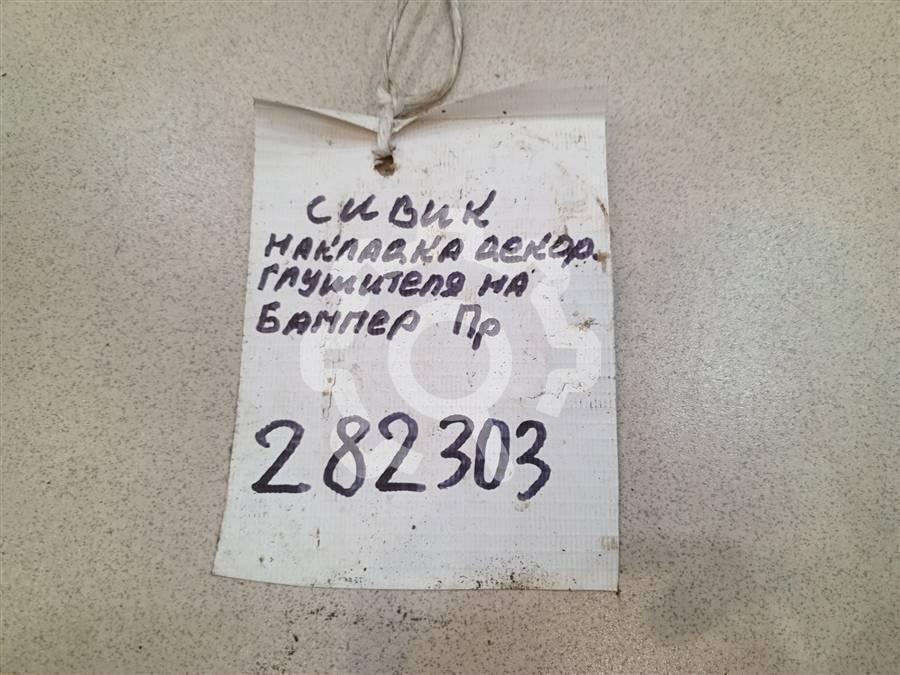 СИВИК
НАКЛАДКА ДЕКОР.
ГЛУШИТЕЛЯ НА
БАМПЕР Пр
282303